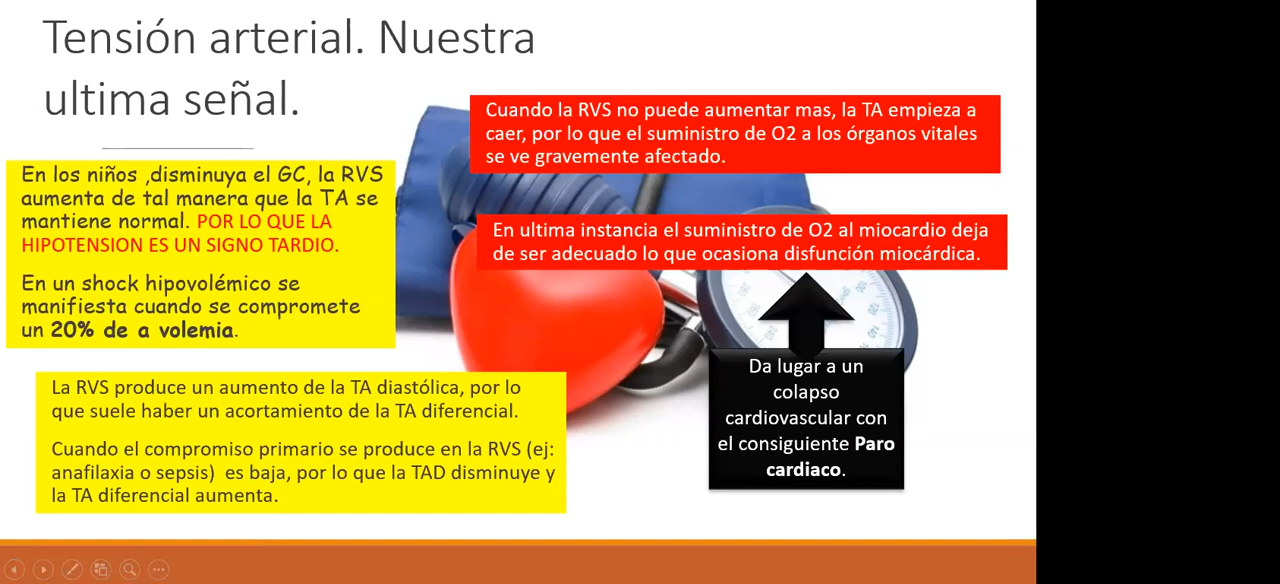 Tensión arterial. Nuestra
ultima señal.
En los niños ,disminuya el GC, la RVS
aumenta de tal manera que la TA se
mantiene normal. POR LO QUE LA
HIPOTENSION ES UN SIGNO TARDIO.
En un shock hipovolémico se
manifiesta cuando se compromete
un 20% de a volemia.
La RVS produce un aumento de la TA diastólica, por lo
que suele haber un acortamiento de la TA diferencial.
Cuando el compromiso primario se produce en la RVS (ej:
anafilaxia o sepsis) es baja, por lo que la TAD disminuye y
la TA diferencial aumenta.
Cuando la RVS no puede aumentar mas, la TA empieza a
caer, por lo que el suministro de O2 a los órganos vitales
se ve gravemente afectado.
En ultima instancia el suministro de O2 al miocardio deja
de ser adecuado lo que ocasiona disfunción miocárdica.
Da lugar a un
colapso
cardiovascular con
el consiguiente Paro
cardiaco.